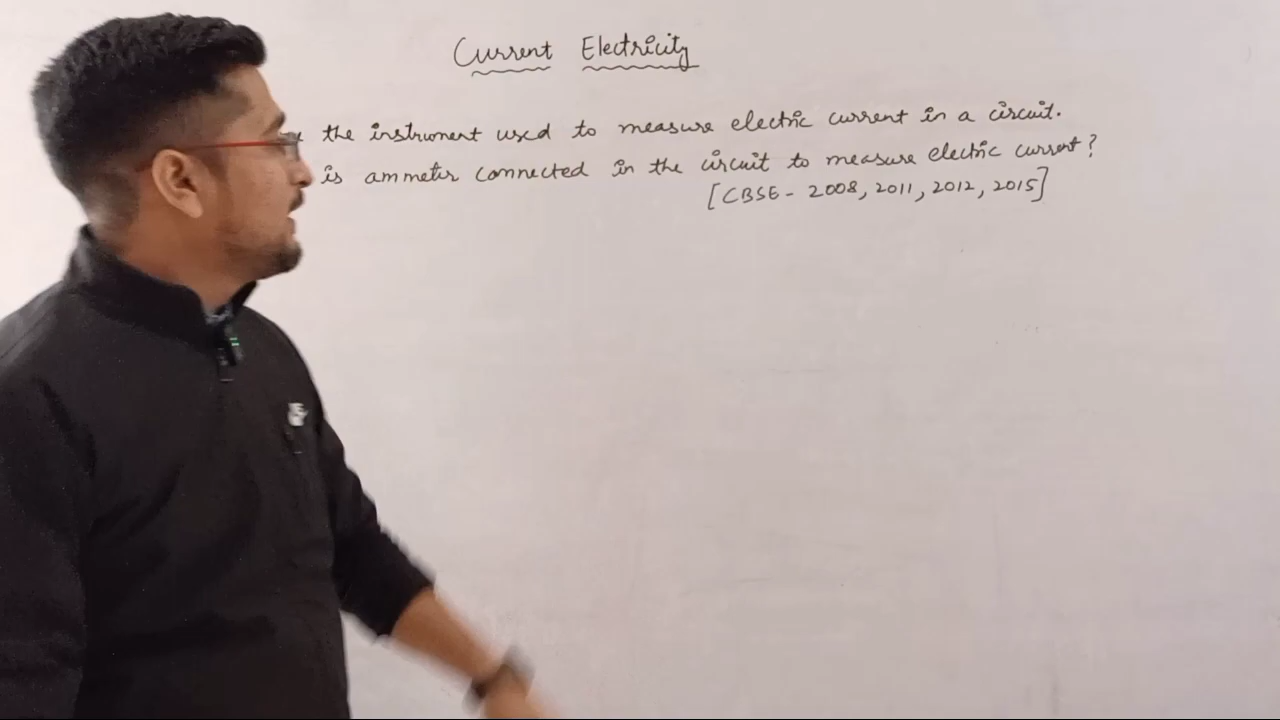 Current Electricity
the instrument used to measure electric current in a circuit.
is ammeter connected in the circuit to measure electric current?
[CBSE - 2008, 2011, 2012, 2015]